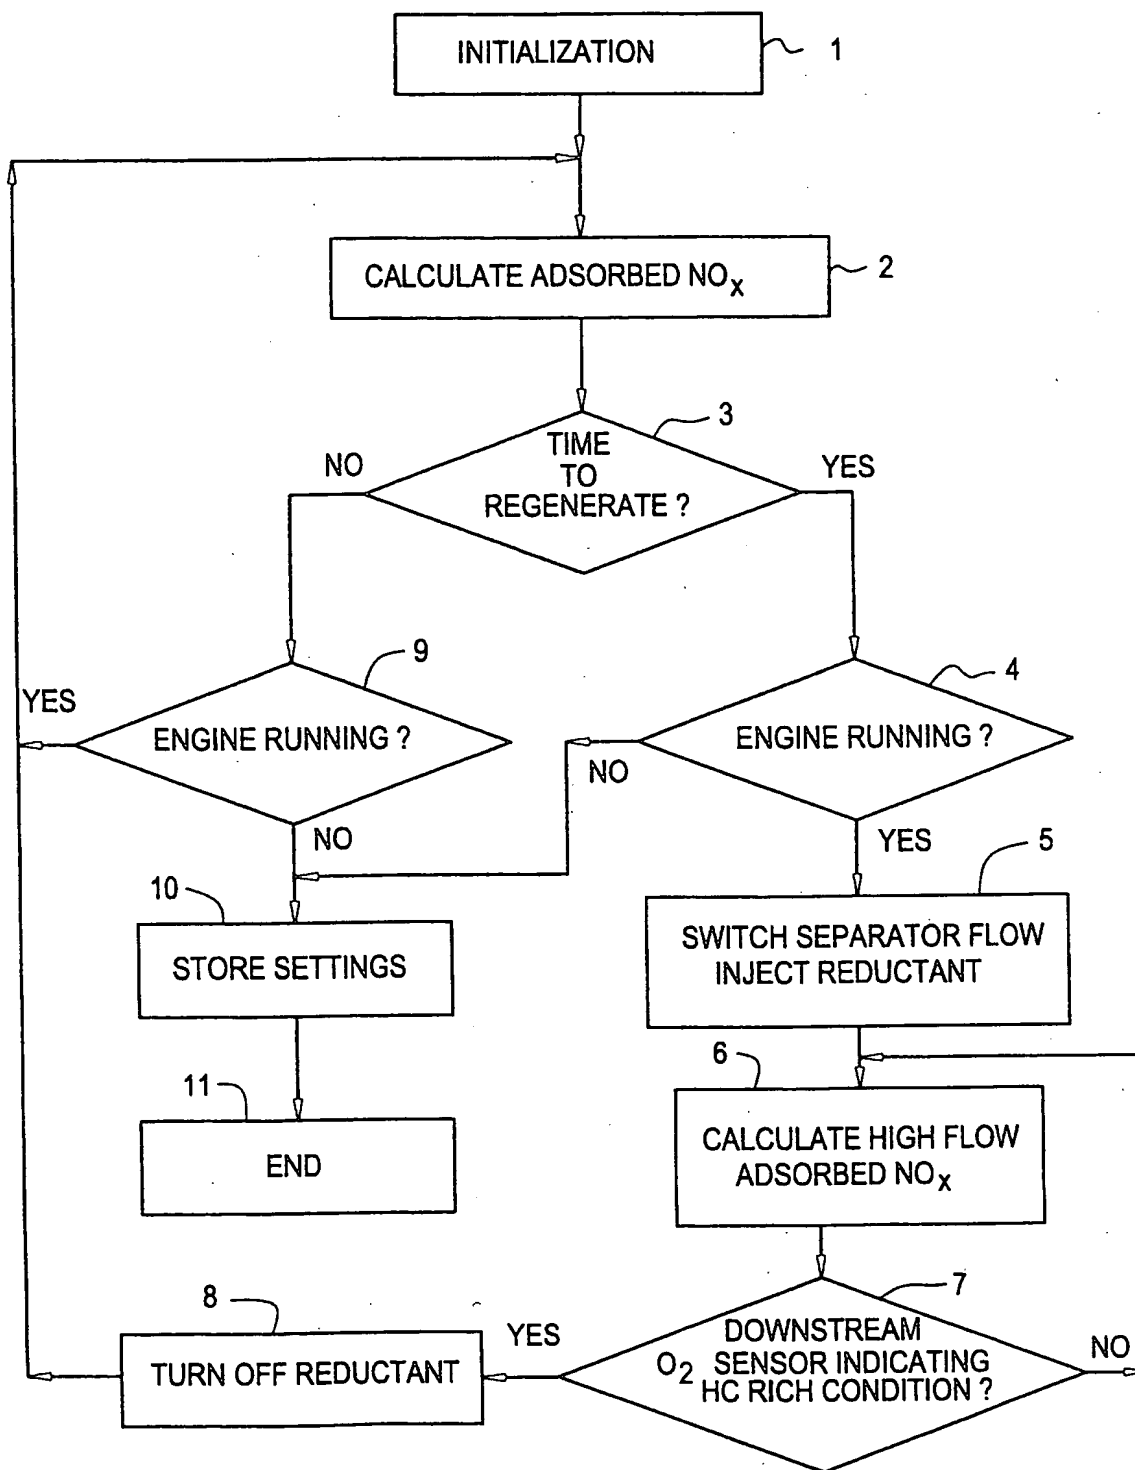 INITIALIZATION
1
CALCULATE ADSORBED NOx
2
3
TIME
TO
REGENERATE ?
NO
YES
9
4
YES
ENGINE RUNNING ?
ENGINE RUNNING ?
NO
NO
YES
10
5
STORE SETTINGS
SWITCH SEPARATOR FLOW
INJECT REDUCTANT
11
6
END
CALCULATE HIGH FLOW
ADSORBED NOx
8
7
TURN OFF REDUCTANT
YES
DOWNSTREAM
O2 SENSOR INDICATING
HC RICH CONDITION ?
NO